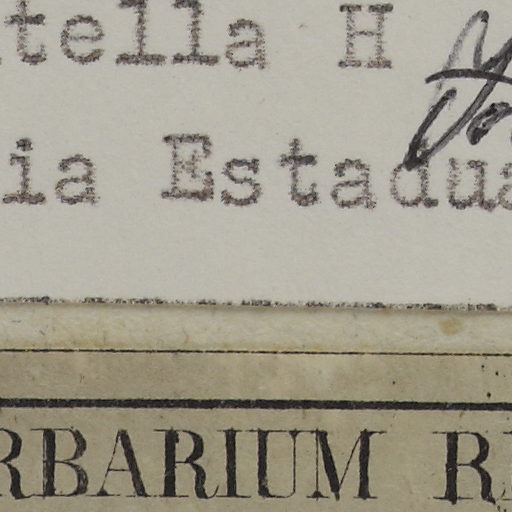 tella H
ia Estadua
RBARIUM R